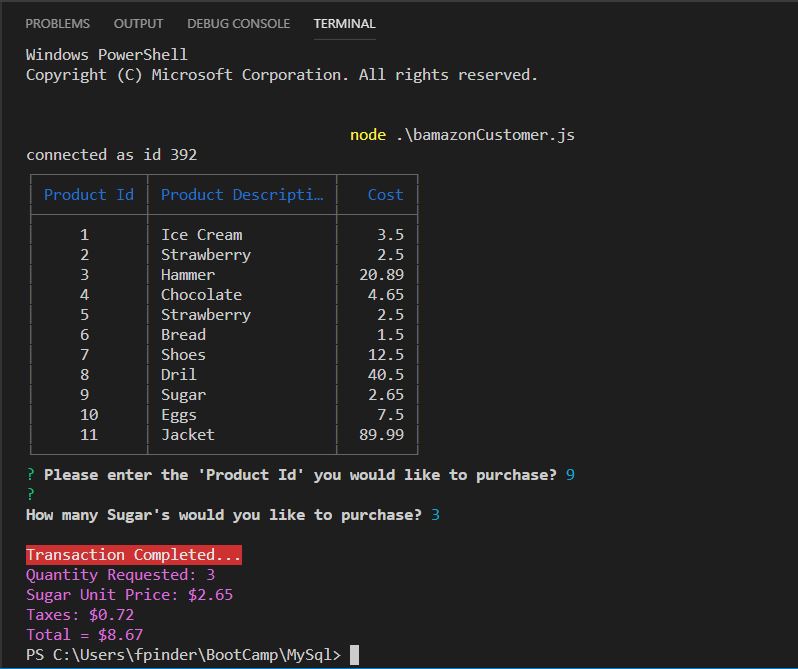 PROBLEMS OUTPUT DEBUG CONSOLE TERMINAL
Windows PowerShell
Copyright (C) Microsoft Corporation. All rights reserved.
node .\bamazonCustomer.js
connected as id 392
Product Id Product Descripti… Cost
1 Ice Cream 3.5
2 Strawberry 2.5
3 Hammer 20.89
4 Chocolate 4.65
5 Strawberry 2.5
6 Bread 1.5
7 Shoes 12.5
8 Dril 40.5
9 Sugar 2.65
10 Eggs 7.5
11 Jacket 89.99
? Please enter the 'Product Id' you would like to purchase? 9
?
How many Sugar's would you like to purchase? 3
Transaction Completed...
Quantity Requested: 3
Sugar Unit Price: $2.65
Taxes: $0.72
Total = $8.67
PS C:\Users\fpinder\BootCamp\MySql>